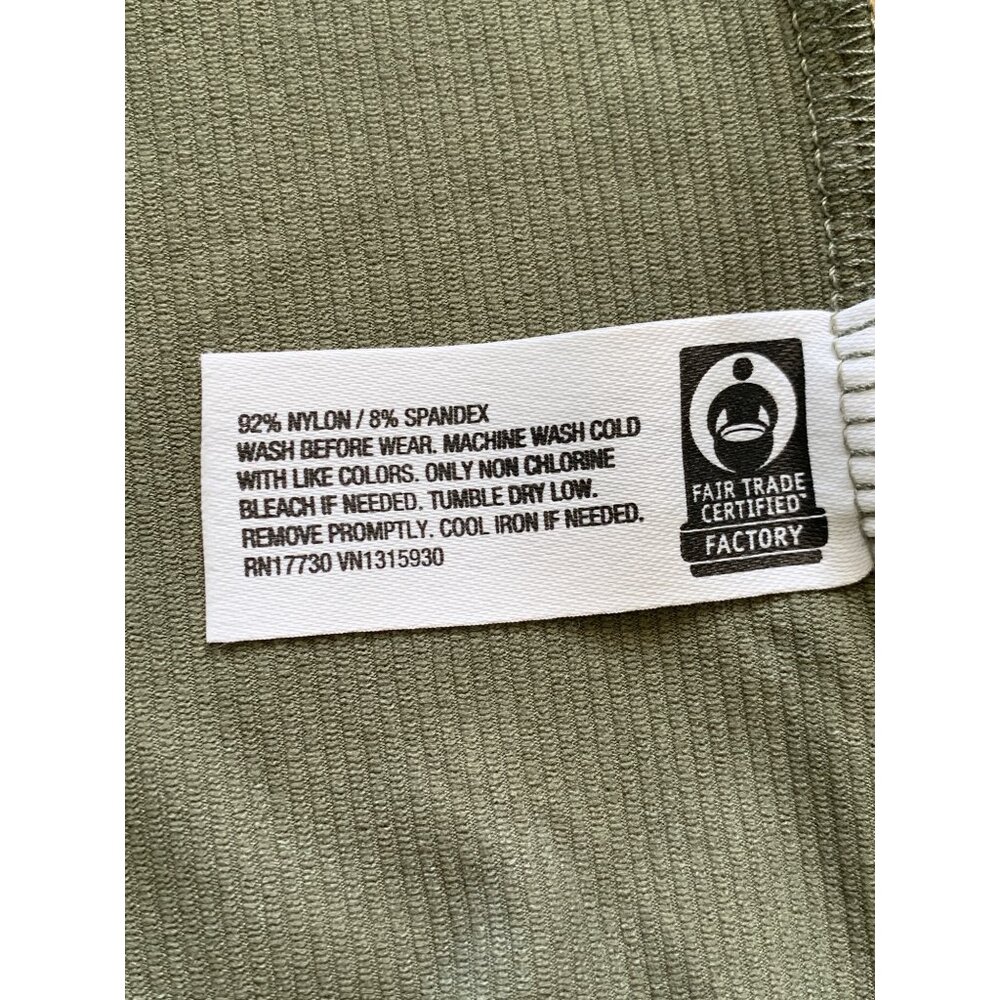 92% NYLON / 8% SPANDEX
WASH BEFORE WEAR. MACHINE WASH COLD
WITH LIKE COLORS. ONLY NON CHLORINE
BLEACH IF NEEDED. TUMBLE DRY LOW.
REMOVE PROMPTLY. COOL IRON IF NEEDED.
RN17730 VN1315930
FAIR TRADE
CERTIFIED™
FACTORY